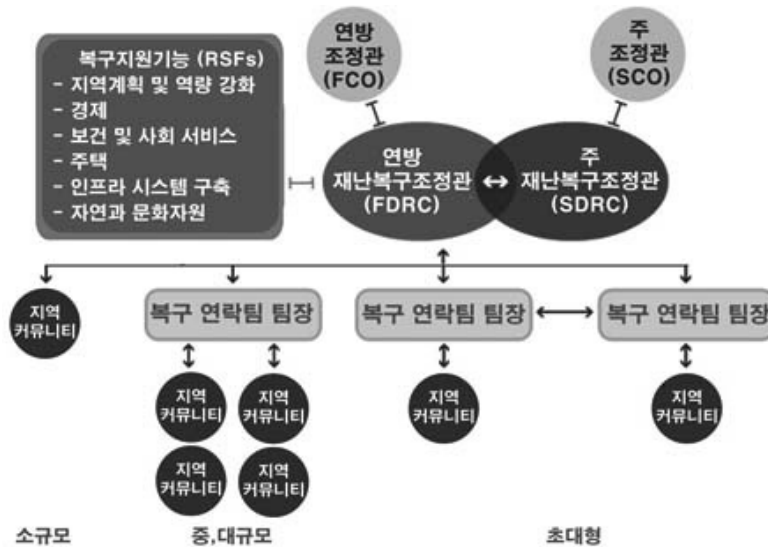 복구지원기능 (RSFs)
- 지역계획 및 역량 강화
- 경제
- 보건 및 사회 서비스
- 주택
- 인프라 시스템 구축
- 자연과 문화자원
연방
조정관
(FCO)
주
조정관
(SCO)
연방
재난복구조정관
(FDRC)
주
재난복구조정관
(SDRC)
지역
커뮤니티
복구 연락팀 팀장
복구 연락팀 팀장
복구 연락팀 팀장
지역
커뮤니티
지역
커뮤니티
지역
커뮤니티
지역
커뮤니티
지역
커뮤니티
지역
커뮤니티
소규모
중,대규모
초대형